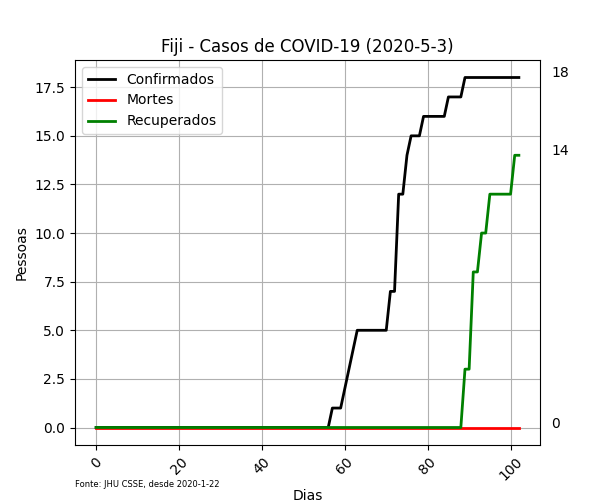 Fiji - Casos de COVID-19 (2020-5-3)
Confirmados
Mortes
Recuperados
18
14
0
Pessoas
17.5
15.0
12.5
10.0
7.5
5.0
2.5
0.0
0
20
40
60
80
100
Fonte: JHU CSSE, desde 2020-1-22
Dias